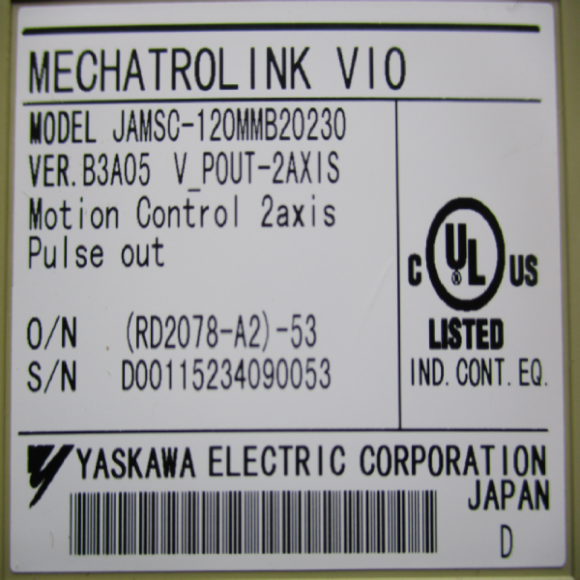 MECHATROLINK VIO
MODEL JAMSC-120MMB20230
VER. B3A05 V_POUT-2AXIS
Motion Control 2axis
Pulse out
O/N (RD2078-A2)-53
S/N D00115234090053
C UL ® US
LISTED
IND. CONT. EQ.
YASKAWA ELECTRIC CORPORATION
JAPAN
D